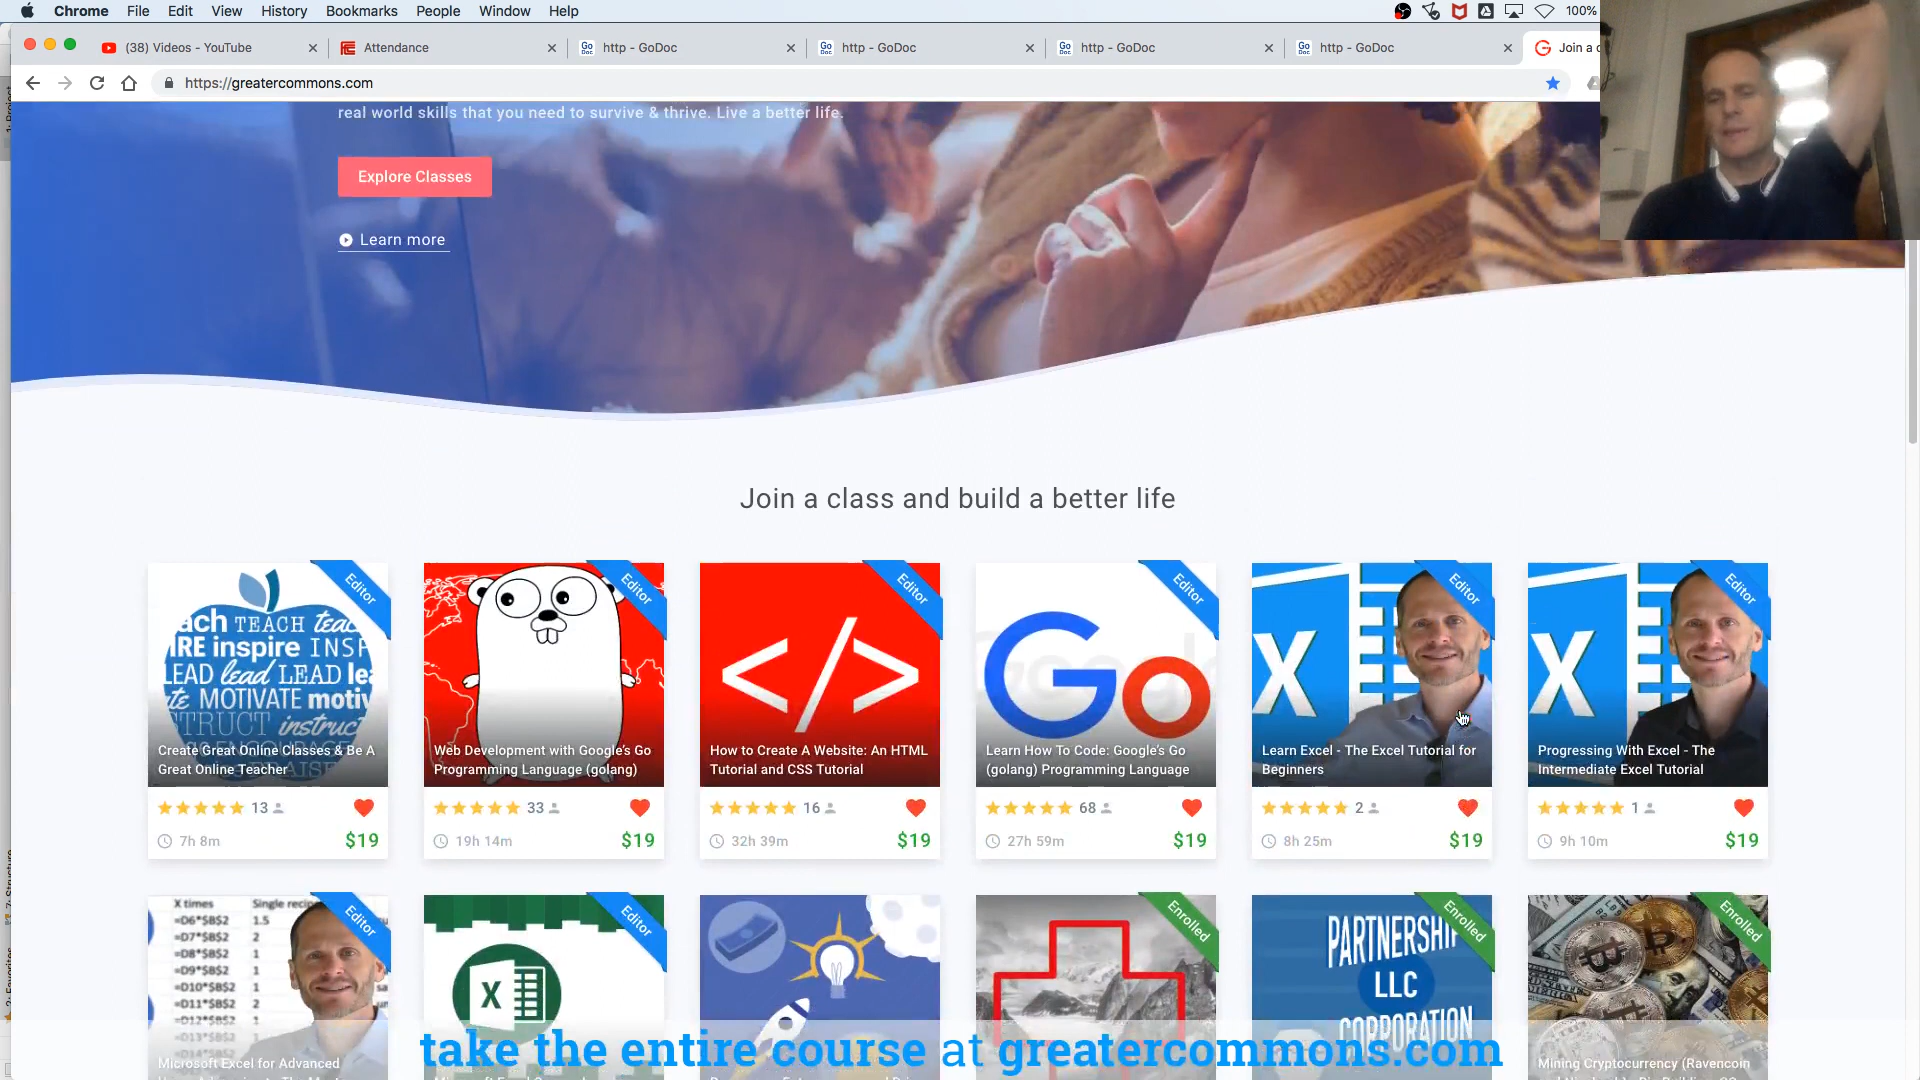 Chrome File Edit View History Bookmarks People Window Help 100%
(38) Videos - YouTube
Attendance
http - GoDoc
http - GoDoc
http - GoDoc
http - GoDoc
Join a c
https://greatercommons.com
real world skills that you need to survive & thrive. Live a better life.
Explore Classes
Learn more
Join a class and build a better life
Editor
Editor
Editor
Editor
Editor
Editor
Create Great Online Classes & Be A
Great Online Teacher
13
7h 8m $19
Web Development with Google's Go
Programming Language (golang)
33
19h 14m $19
</>
How to Create A Website: An HTML
Tutorial and CSS Tutorial
16
32h 39m $19
Go
Learn How To Code: Google's Go
(golang) Programming Language
68
27h 59m $19
X
Learn Excel - The Excel Tutorial for
Beginners
2
8h 25m $19
X
Progressing With Excel - The
Intermediate Excel Tutorial
1
9h 10m $19
X times Single recip
=D6*$B$2 1.5
=D7*$B$2 2
=D8*$B$2 1
=D9*$B$2 1
=D10*$B$2 1
=D11*$B$2 2
=D12*$B$2 1
Editor
Microsoft Excel for Advanced
Editor
X
Enrolled
PARTNERSHIP
LLC
CORPORATION
Enrolled
Enrolled
Mining Cryptocurrency (Ravencoin
take the entire course at greatercommons.com